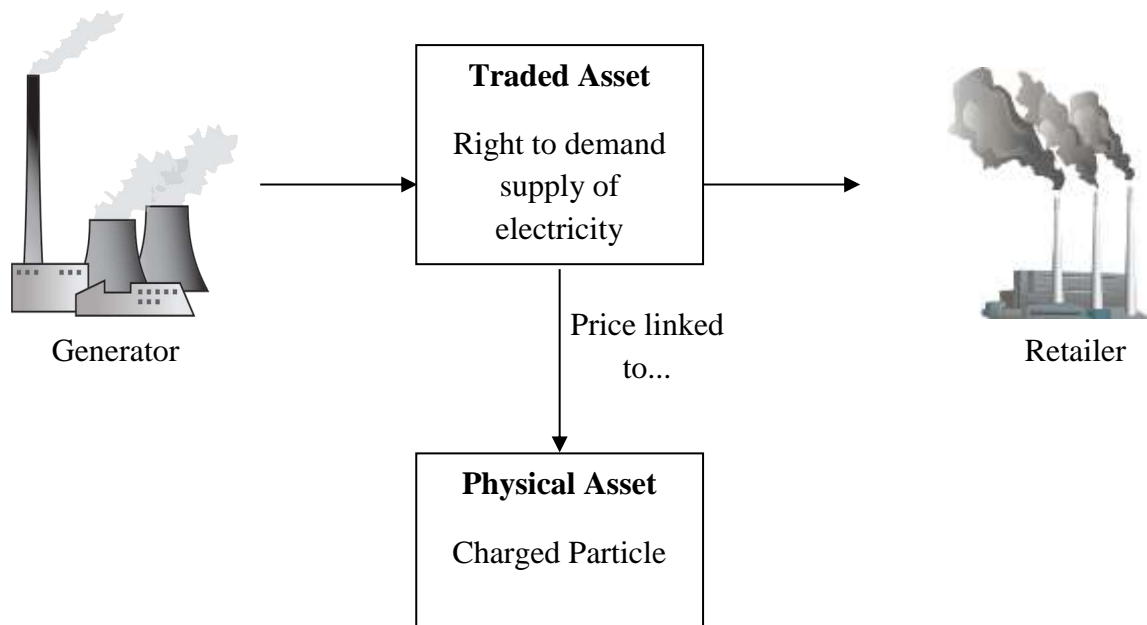 Traded Asset
Right to demand
supply of
electricity
Generator
Price linked
to...
Retailer
Physical Asset
Charged Particle